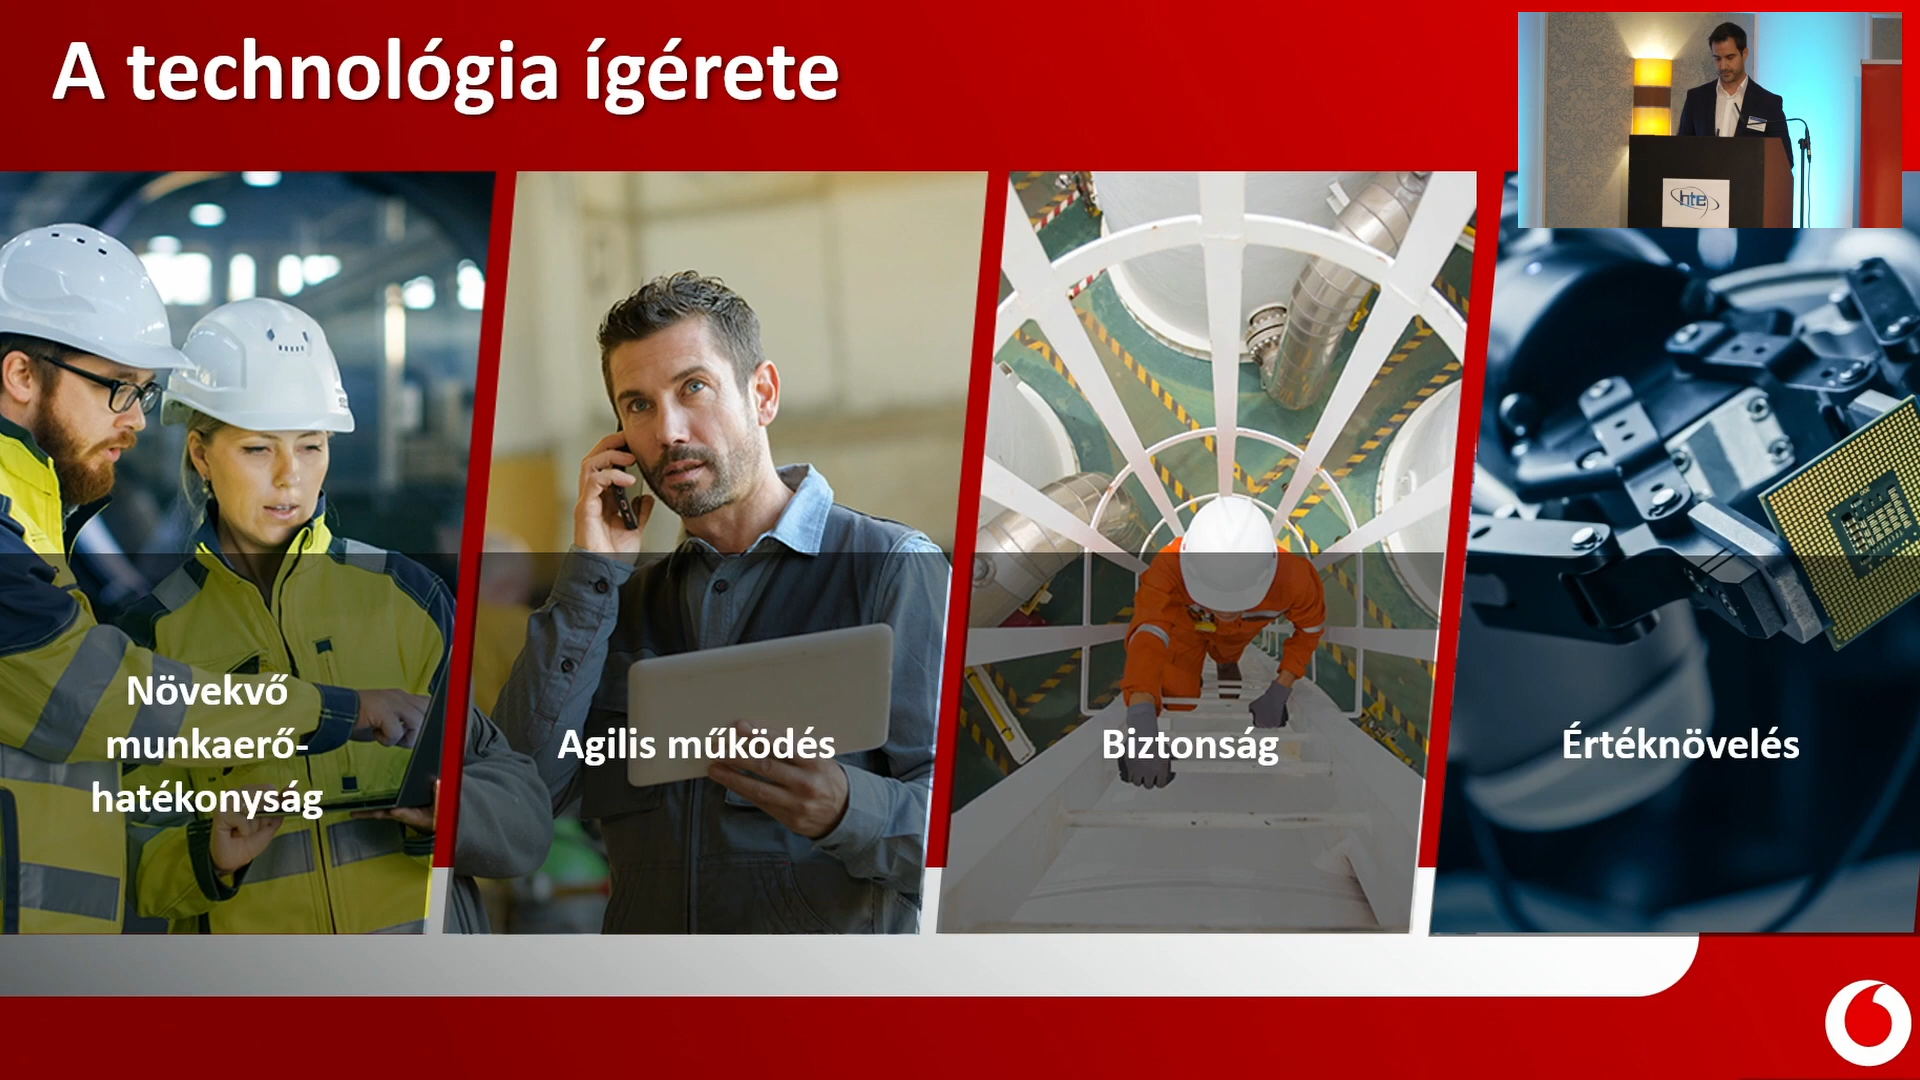 A technológia ígérete
hte
Növekvő
munkaerő-
hatékonyság
Agilis működés
Biztonság
Értéknövelés